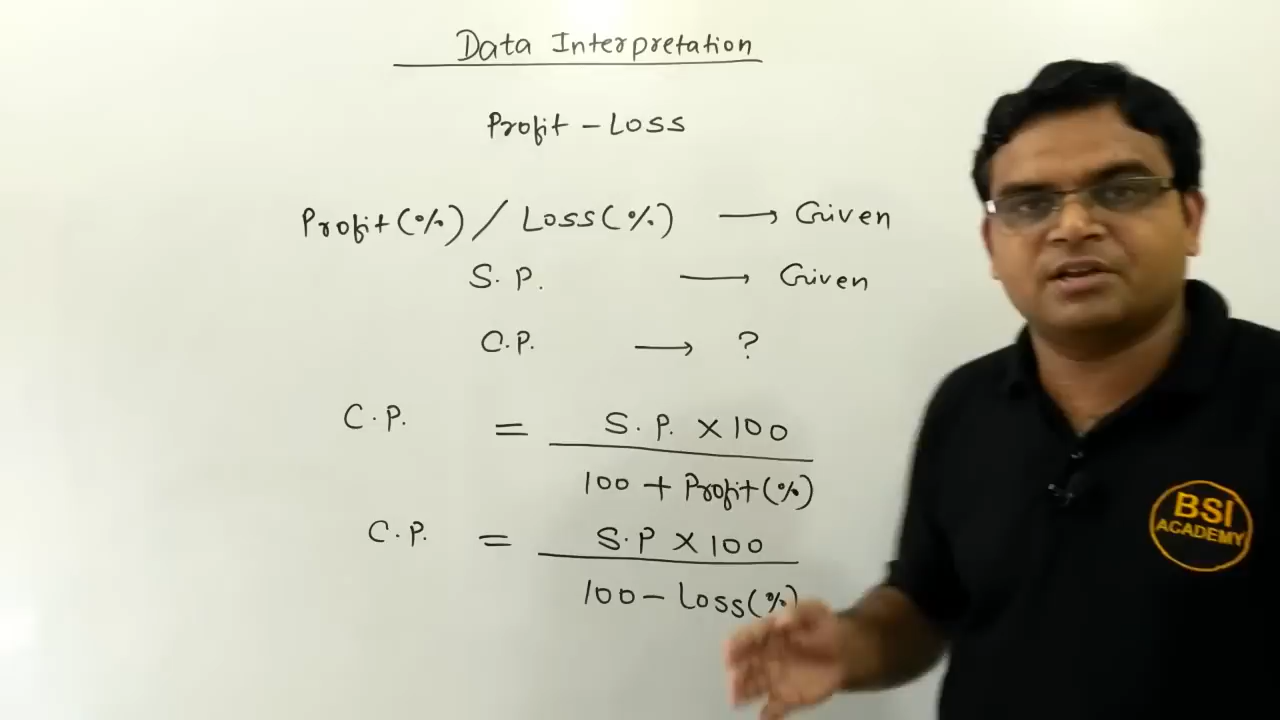 Data Interpretation
Profit - Loss
Profit (%) / Loss (%) → Given
S. P. → Given
C.P. → ?
C.P. = S.P. × 100
100 + Profit (%)
C.P. = S.P × 100
100 - Loss (%)
BSI
ACADEMY